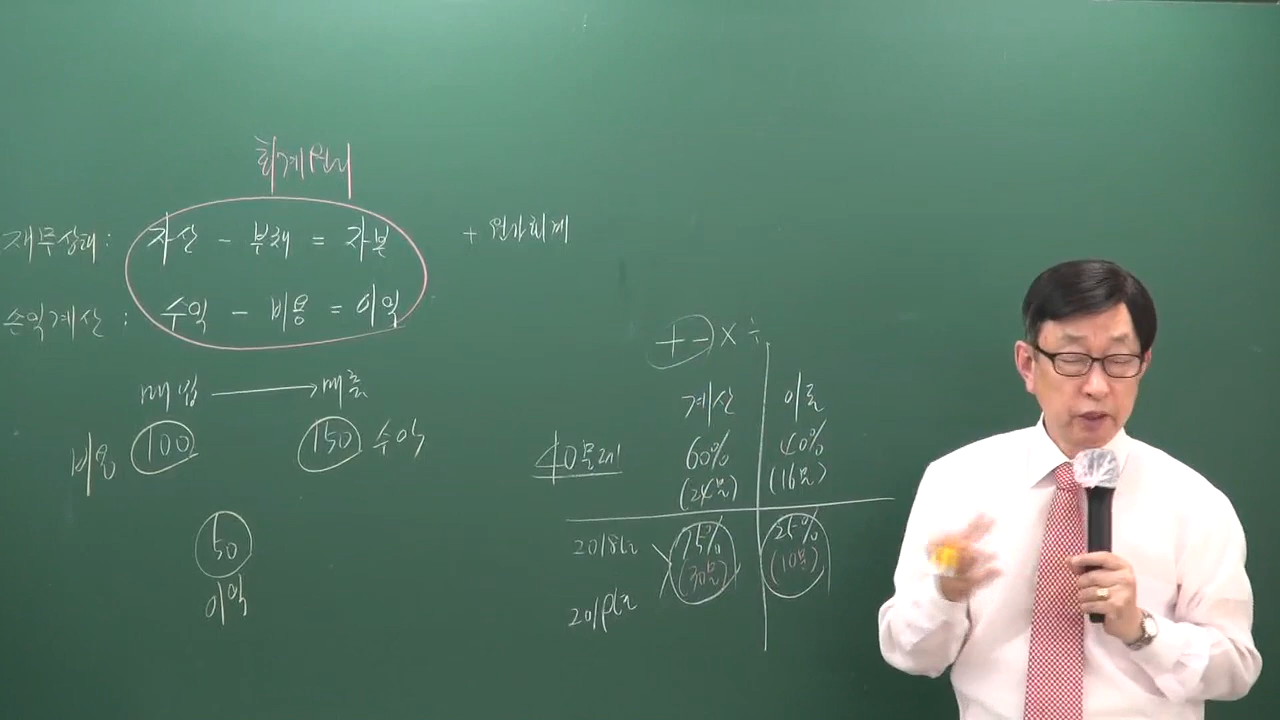 회계원리
재무상태 : 자산 - 부채 = 자본 + 원가회계
손익계산 : 수익 - 비용 = 이익
매입 → 매출
비용 100 150 수익
50
이익
+ - × ÷
계산 이론
40문제 60% 40%
(24문) (16문)
2018년 75% 25%
(30문) (10문)
2019년